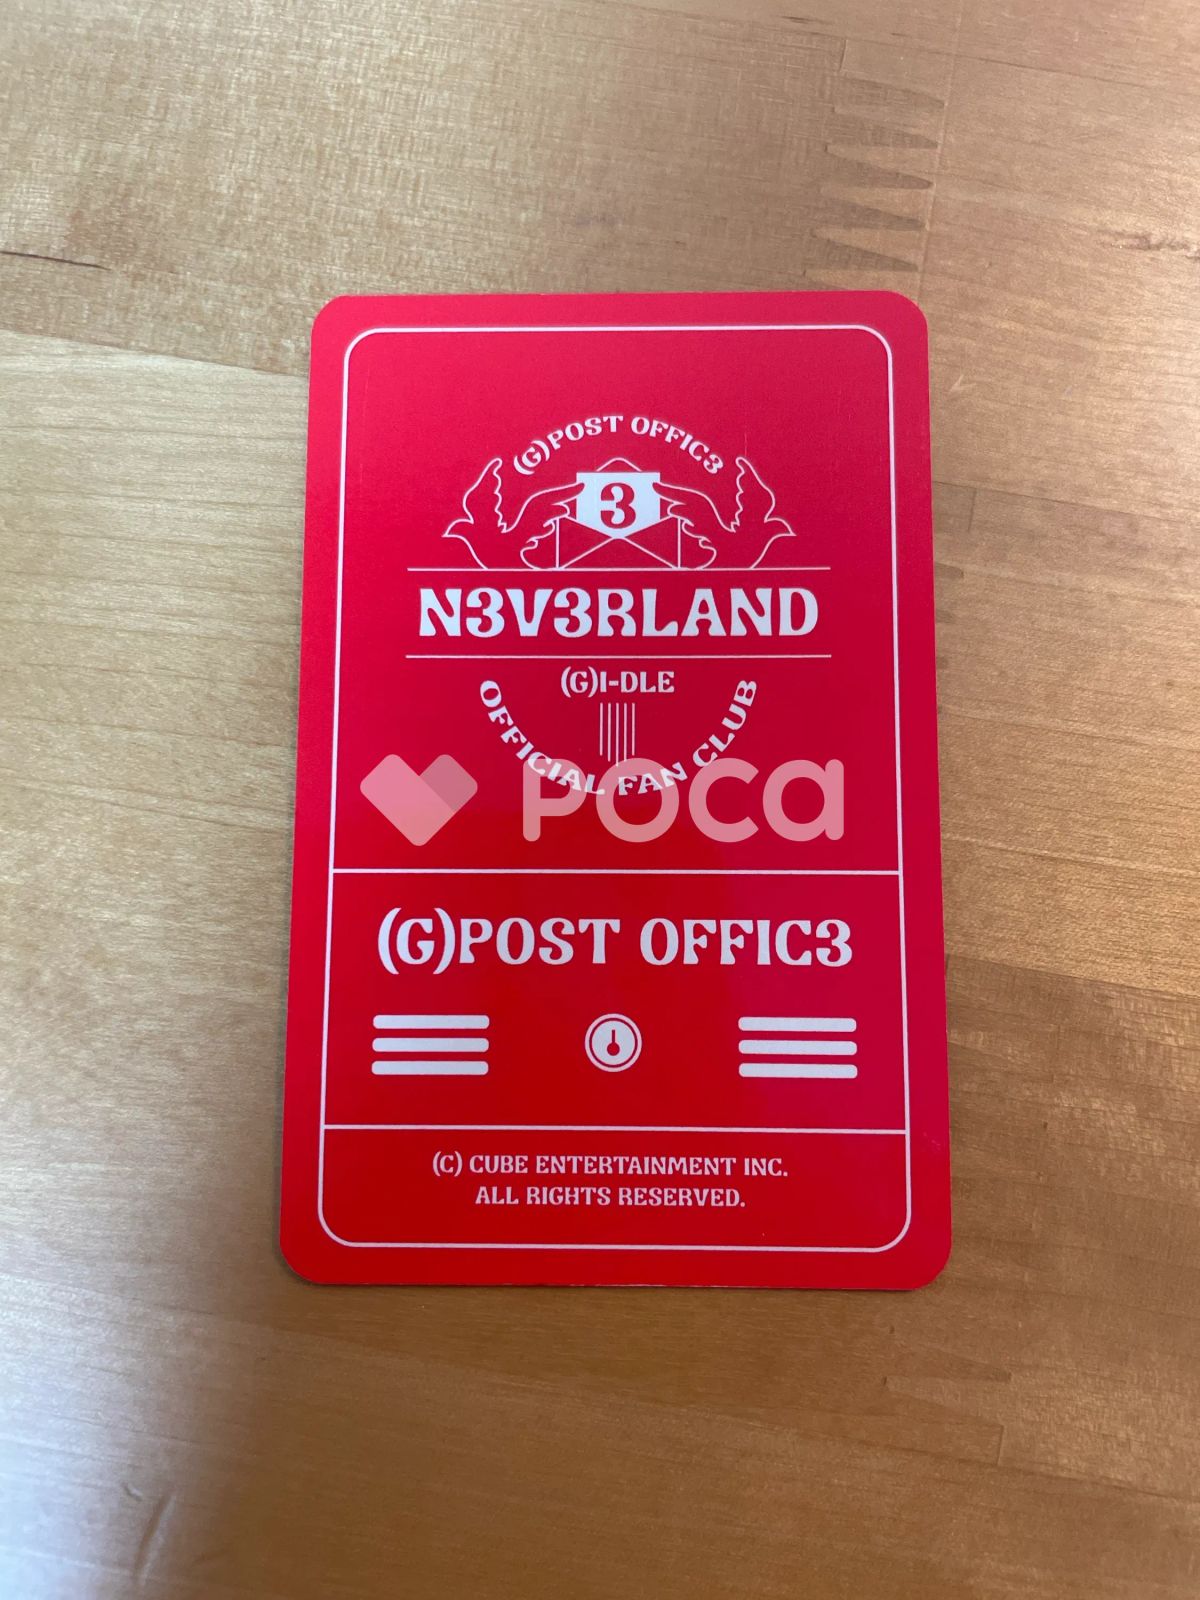 (G)POST OFFIC3
3
N3V3RLAND
(G)I-DLE
OFFICIAL FAN CLUB
POCA
(G)POST OFFIC3
(C) CUBE ENTERTAINMENT INC.
ALL RIGHTS RESERVED.